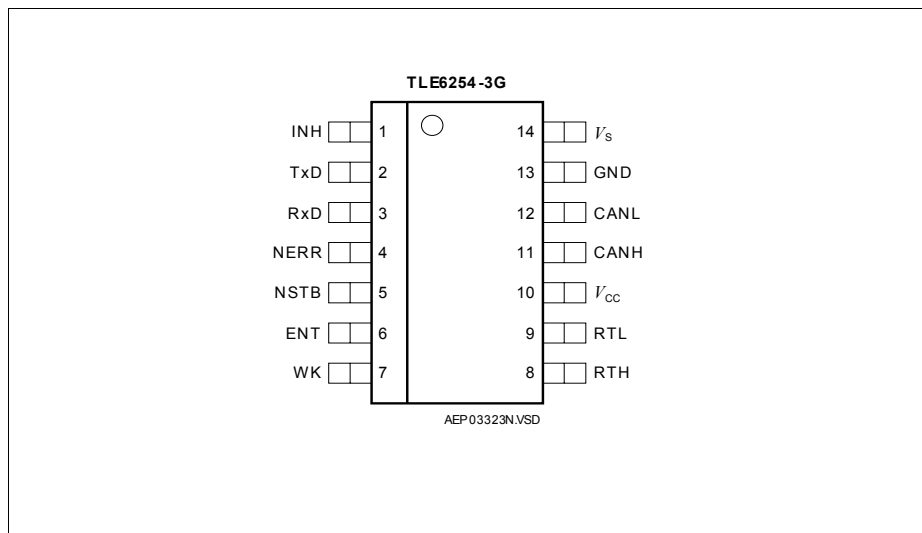 TLE6254-3G
INH 1 14 VS
TxD 2 13 GND
RxD 3 12 CANL
NERR 4 11 CANH
NSTB 5 10 VCC
ENT 6 9 RTL
WK 7 8 RTH
AEP03323N.VSD